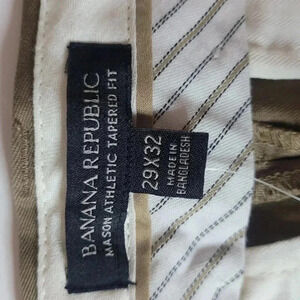 BANANA REPUBLIC
MASON ATHLETIC TAPERED FIT
29X32
MADE IN
BANGLADESH